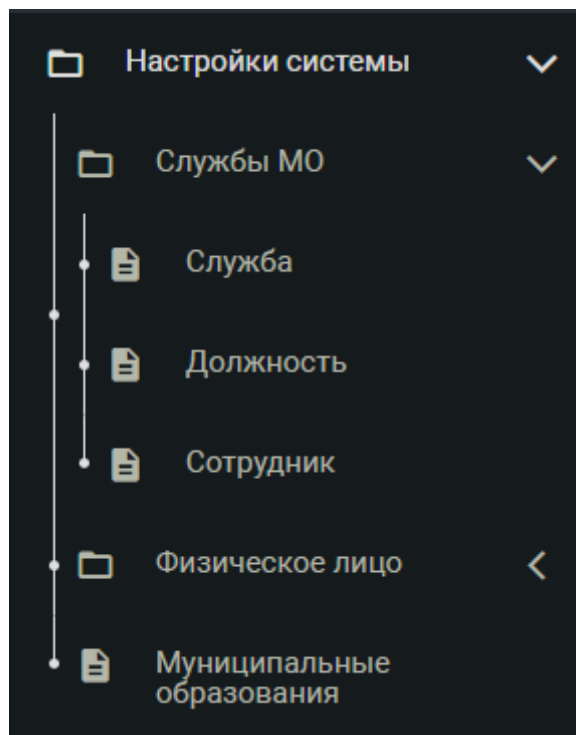 Настройки системы
Службы МО
Служба
Должность
Сотрудник
Физическое лицо
Муниципальные
образования